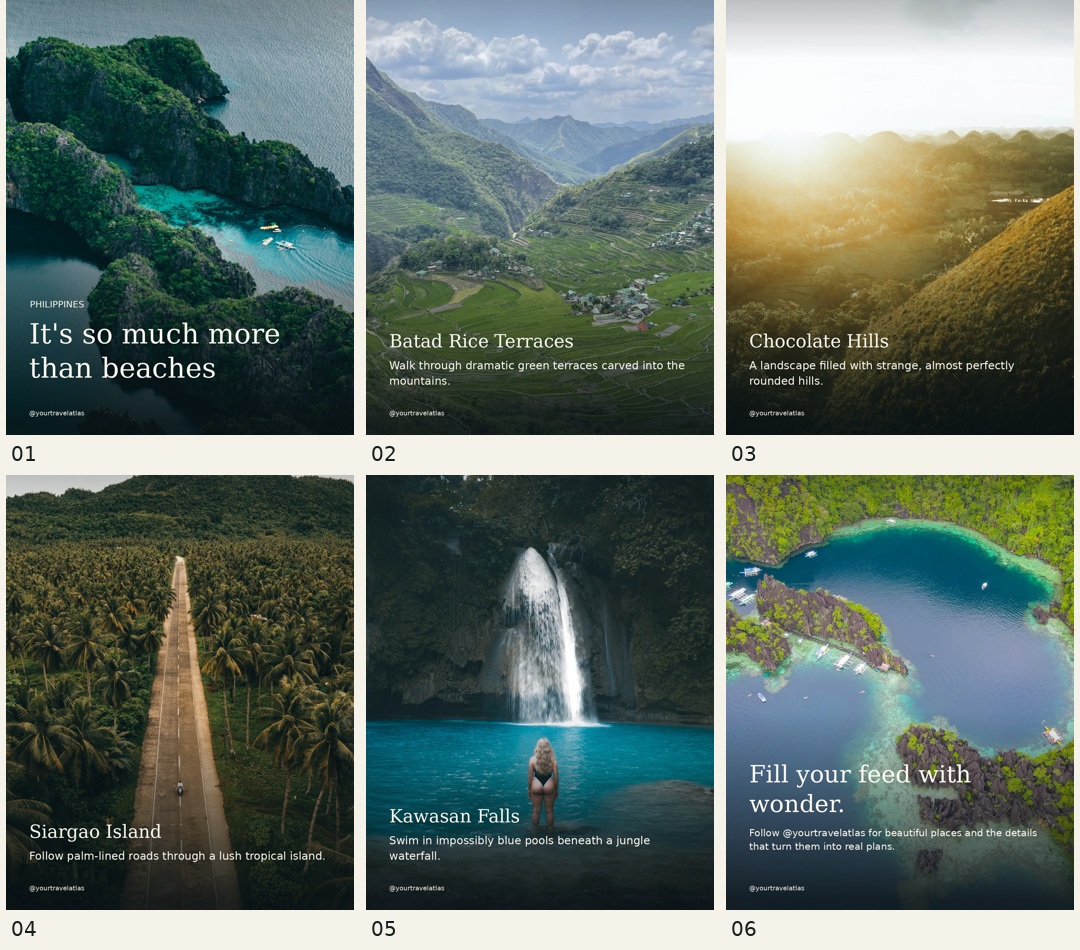 PHILIPPINES
It's so much more
than beaches
@yourtravelatlas
01
Batad Rice Terraces
Walk through dramatic green terraces carved into the
mountains.
@yourtravelatlas
02
Chocolate Hills
A landscape filled with strange, almost perfectly
rounded hills.
@yourtravelatlas
03
Siargao Island
Follow palm-lined roads through a lush tropical island.
@yourtravelatlas
04
Kawasan Falls
Swim in impossibly blue pools beneath a jungle
waterfall.
@yourtravelatlas
05
Fill your feed with
wonder.
Follow @yourtravelatlas for beautiful places and the details
that turn them into real plans.
@yourtravelatlas
06